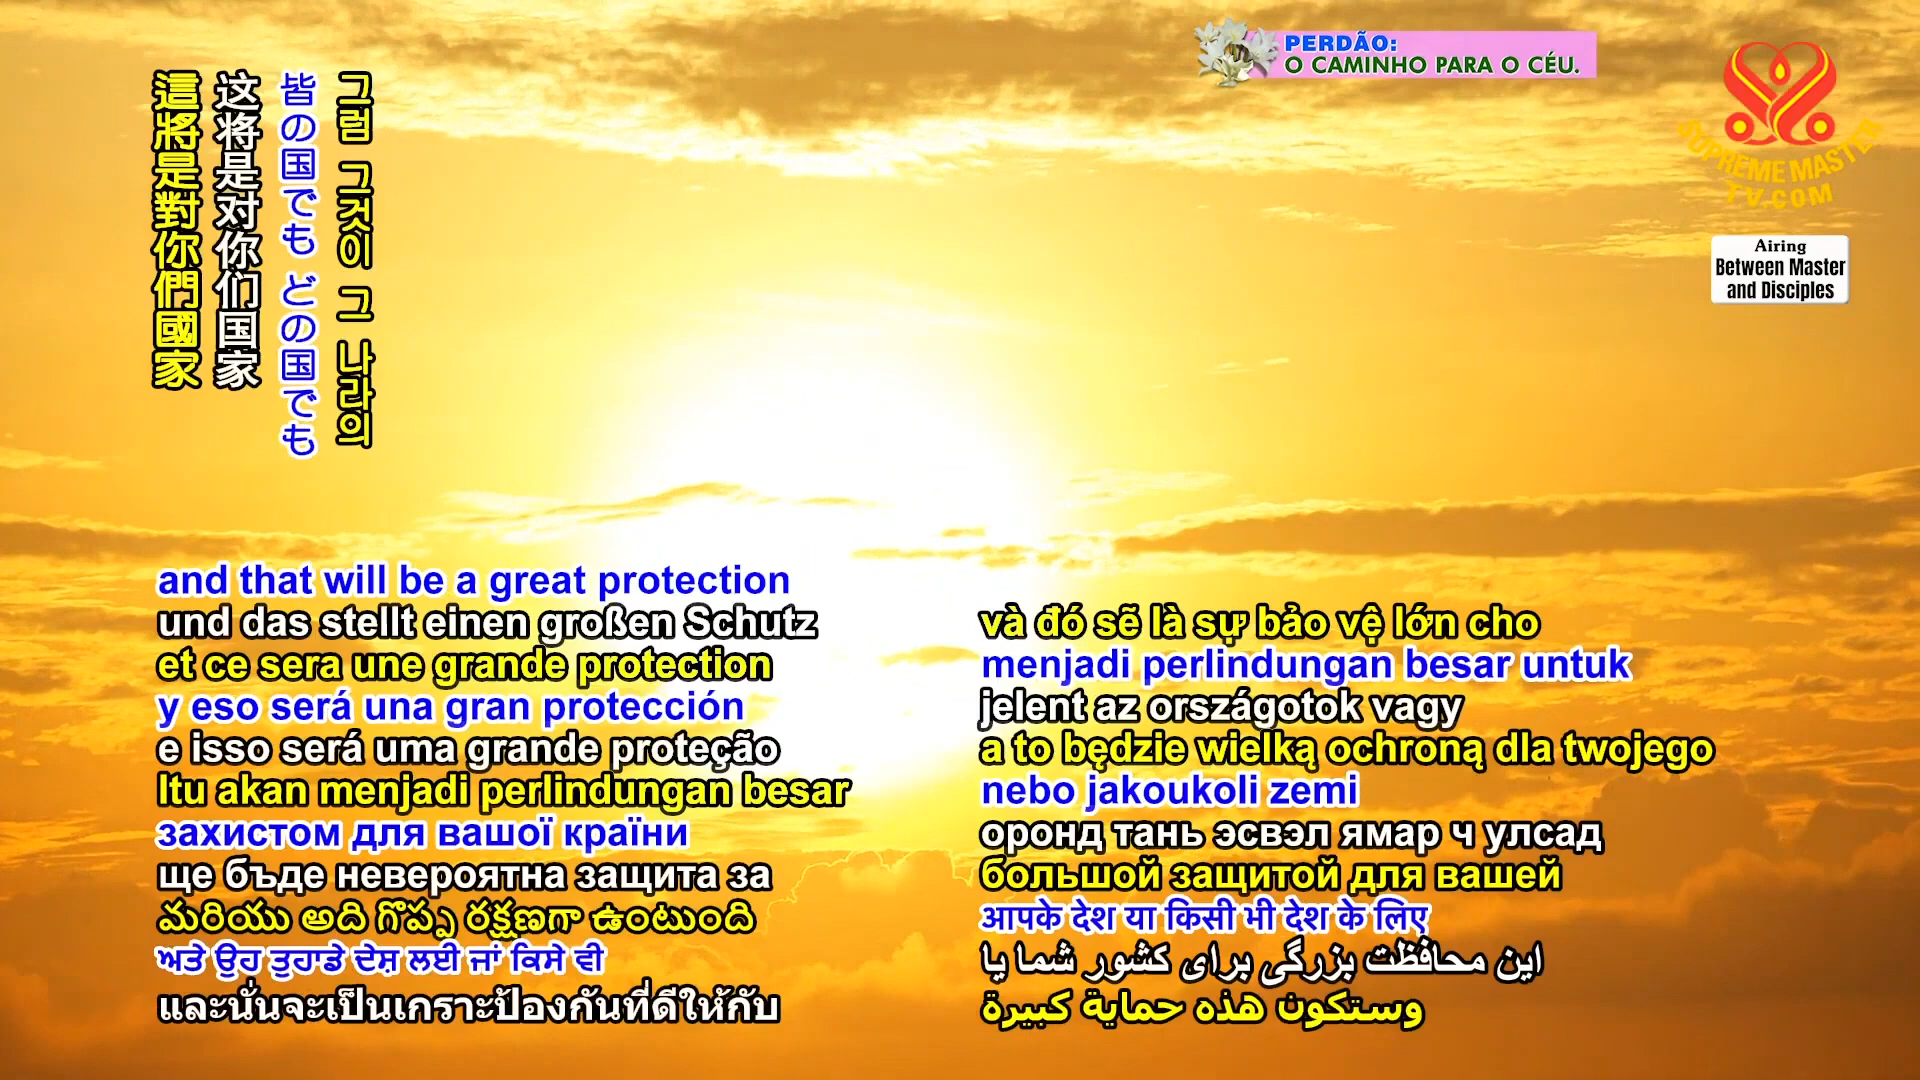 PERDÃO:
O CAMINHO PARA O CÉU.
SUPREME MASTER
TV.COM
Airing
Between Master
and Disciples
這將是對你們國家
这将是对你们国家
皆の国でも どの国でも
그럼 그것이 그 나라의
and that will be a great protection
und das stellt einen großen Schutz
et ce sera une grande protection
y eso será una gran protección
e isso será uma grande proteção
Itu akan menjadi perlindungan besar
захистом для вашої країни
ще бъде невероятна защита за
మరియు అది గొప్ప రక్షణగా ఉంటుంది
ਅਤੇ ਉਹ ਤੁਹਾਡੇ ਦੇਸ਼ ਲਈ ਜਾਂ ਕਿਸੇ ਵੀ
และนั่นจะเป็นเกราะป้องกันที่ดีให้กับ
và đó sẽ là sự bảo vệ lớn cho
menjadi perlindungan besar untuk
jelent az országotok vagy
a to będzie wielką ochroną dla twojego
nebo jakoukoli zemi
оронд тань эсвэл ямар ч улсад
большой защитой для вашей
आपके देश या किसी भी देश के लिए
این محافظت بزرگی برای کشور شما یا
وستكون هذه حماية كبيرة